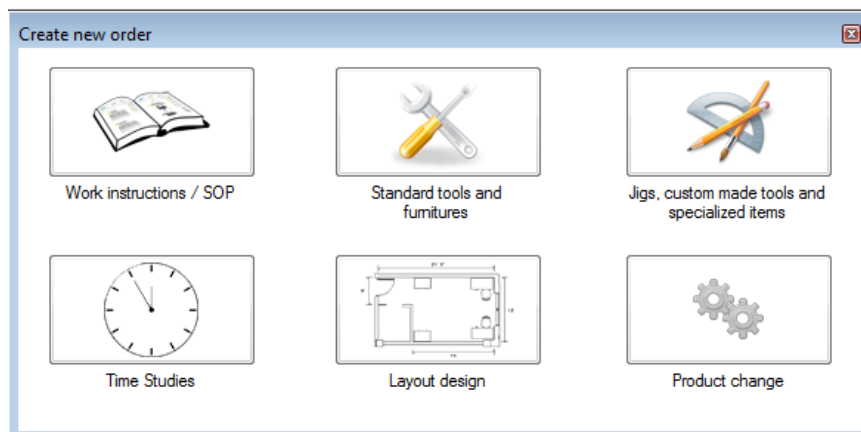 Create new order
Work instructions / SOP
Standard tools and
furnitures
Jigs, custom made tools and
specialized items
Time Studies
Layout design
Product change